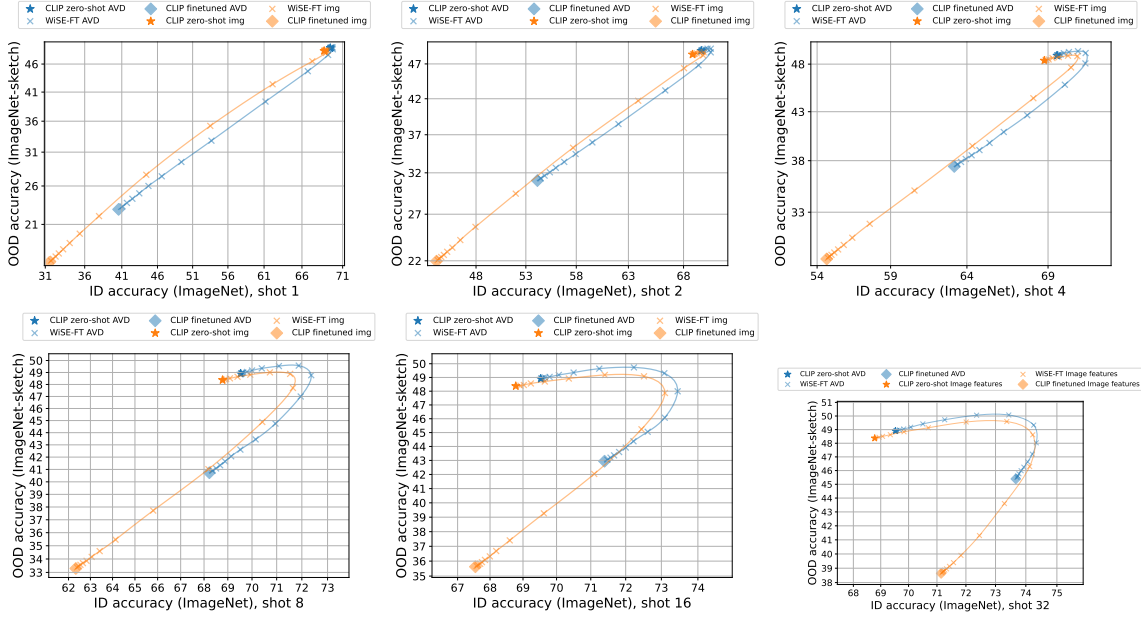 CLIP zero-shot AVD
CLIP finetuned AVD
WiSE-FT img
WiSE-FT AVD
CLIP zero-shot img
CLIP finetuned img
OOD accuracy (ImageNet-sketch)
46
41
36
31
26
21
31 36 41 46 51 56 61 66 71
ID accuracy (ImageNet), shot 1
CLIP zero-shot AVD
CLIP finetuned AVD
WiSE-FT img
WiSE-FT AVD
CLIP zero-shot img
CLIP finetuned img
OOD accuracy (ImageNet-sketch)
47
42
37
32
27
22
48 53 58 63 68
ID accuracy (ImageNet), shot 2
CLIP zero-shot AVD
CLIP finetuned AVD
WiSE-FT img
WiSE-FT AVD
CLIP zero-shot img
CLIP finetuned img
OOD accuracy (ImageNet-sketch)
48
43
38
33
54 59 64 69
ID accuracy (ImageNet), shot 4
CLIP zero-shot AVD
CLIP finetuned AVD
WiSE-FT img
WiSE-FT AVD
CLIP zero-shot img
CLIP finetuned img
OOD accuracy (ImageNet-sketch)
50
49
48
47
46
45
44
43
42
41
40
39
38
37
36
35
34
33
62 63 64 65 66 67 68 69 70 71 72 73
ID accuracy (ImageNet), shot 8
CLIP zero-shot AVD
CLIP finetuned AVD
WiSE-FT img
WiSE-FT AVD
CLIP zero-shot img
CLIP finetuned img
OOD accuracy (ImageNet-sketch)
50
49
48
47
46
45
44
43
42
41
40
39
38
37
36
35
67 68 69 70 71 72 73 74
ID accuracy (ImageNet), shot 16
CLIP zero-shot AVD
CLIP finetuned AVD
WiSE-FT Image features
WiSE-FT AVD
CLIP zero-shot Image features
CLIP finetuned Image features
OOD accuracy (ImageNet-sketch)
51
50
49
48
47
46
45
44
43
42
41
40
39
38
68 69 70 71 72 73 74 75
ID accuracy (ImageNet), shot 32